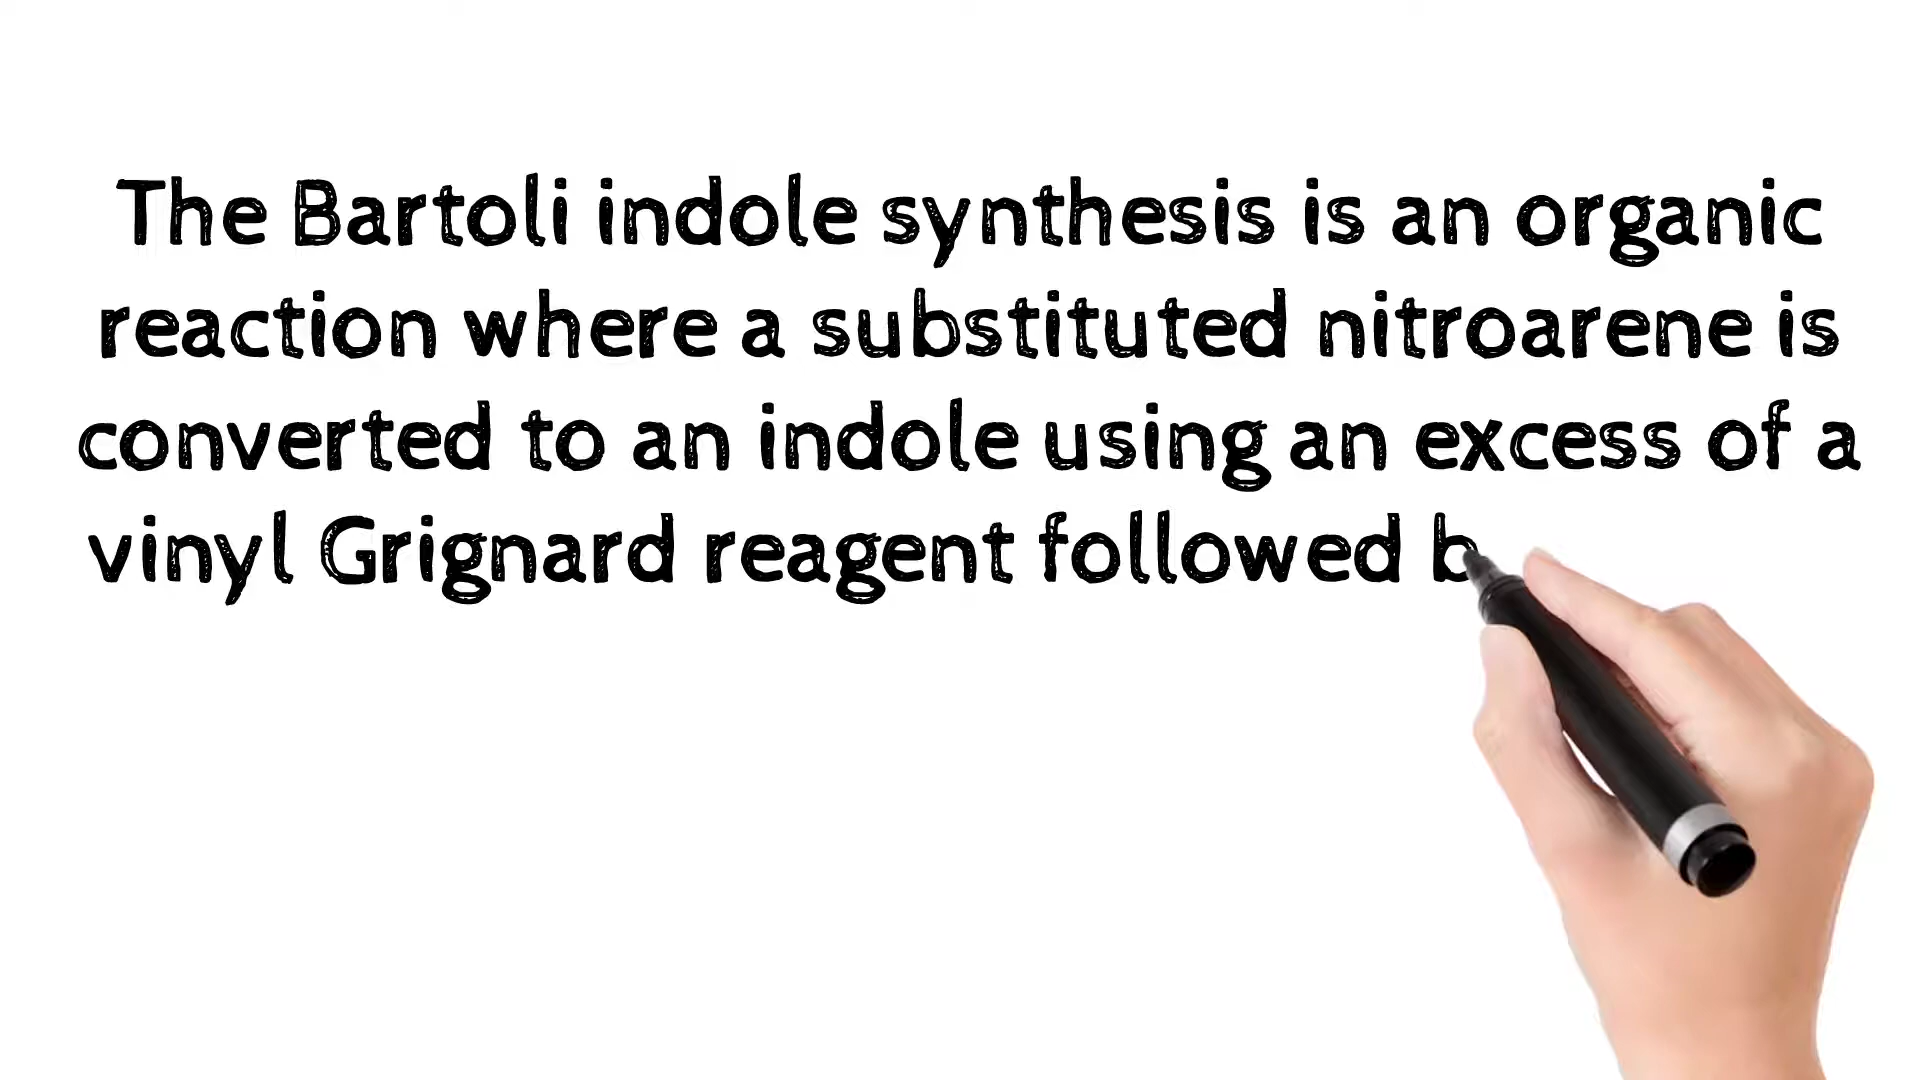 The Bartoli indole synthesis is an organic
reaction where a substituted nitroarene is
converted to an indole using an excess of a
vinyl Grignard reagent followed b